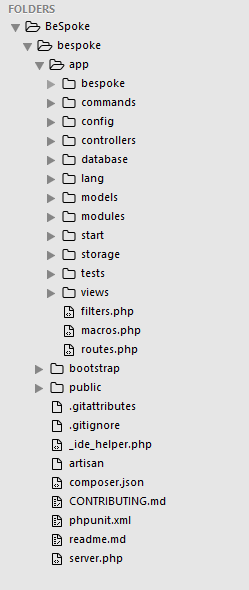 FOLDERS
BeSpoke
bespoke
app
bespoke
commands
config
controllers
database
lang
models
modules
start
storage
tests
views
filters.php
macros.php
routes.php
bootstrap
public
.gitattributes
.gitignore
_ide_helper.php
artisan
composer.json
CONTRIBUTING.md
phpunit.xml
readme.md
server.php